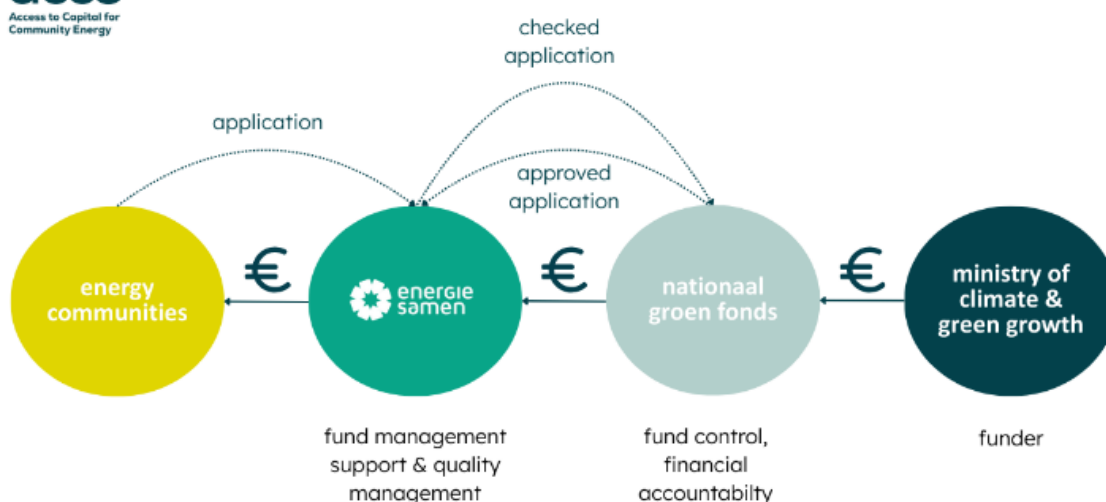 Access to Capital for
Community Energy
checked
application
application
approved
application
€
€
€
energy
communities
energie
samen
nationaal
groen fonds
ministry of
climate &
green growth
fund management
support & quality
management
fund control,
financial
accountabilty
funder